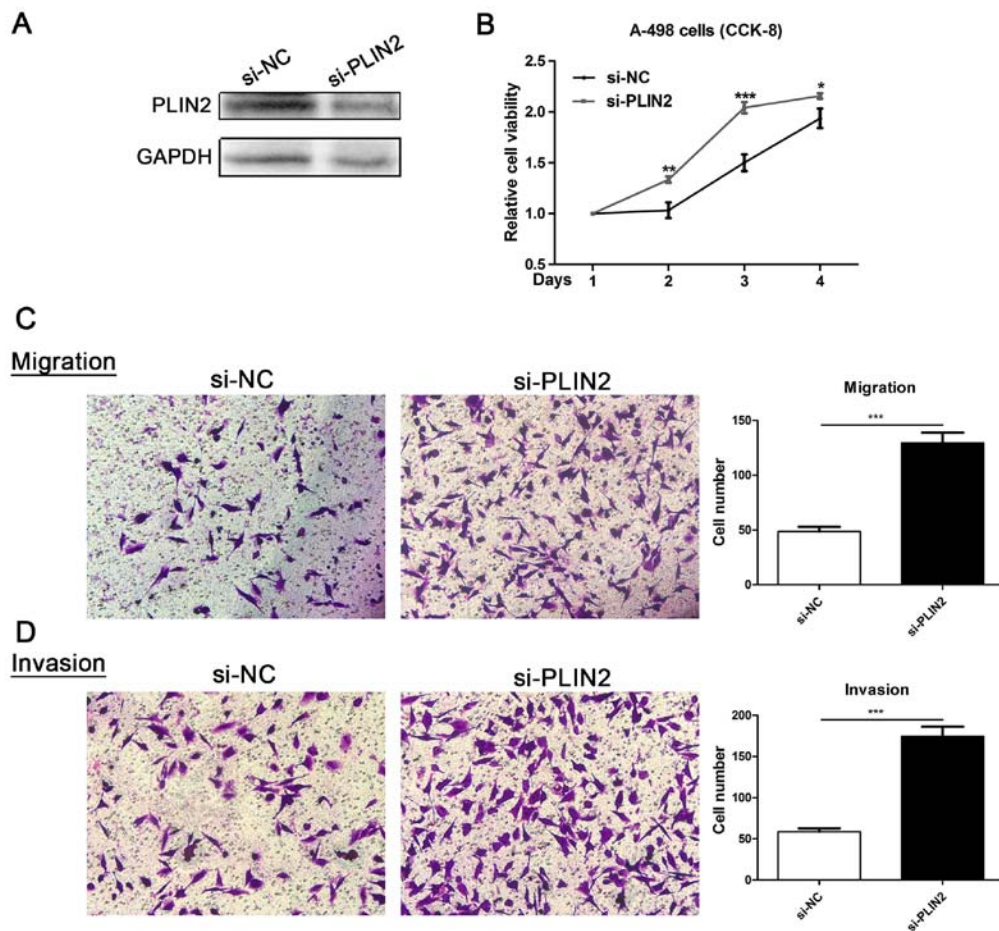 A
si-NC si-PLIN2
PLIN2
GAPDH
B
A-498 cells (CCK-8)
si-NC
si-PLIN2
Relative cell viability
2.5
2.0
1.5
1.0
0.5
** *** *
Days 1 2 3 4
C
Migration
si-NC si-PLIN2
Migration
***
Cell number
150
100
50
0
si-NC si-PLIN2
D
Invasion
si-NC si-PLIN2
Invasion
***
Cell number
200
150
100
50
0
si-NC si-PLIN2